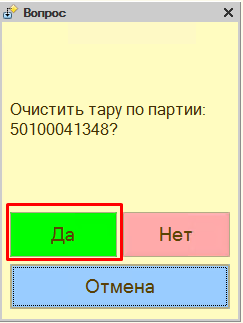 Вопрос
Очистить тару по партии:
50100041348?
Да
Нет
Отмена